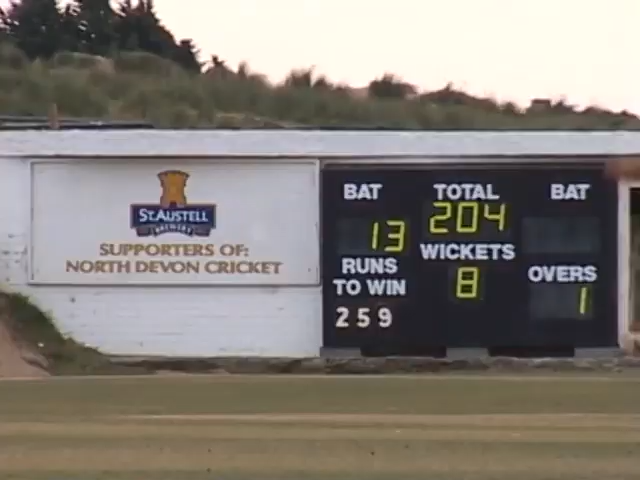 ST. AUSTELL
BREWERY
SUPPORTERS OF:
NORTH DEVON CRICKET
BAT TOTAL BAT
13 204
WICKETS
8
RUNS
TO WIN
259
OVERS
1